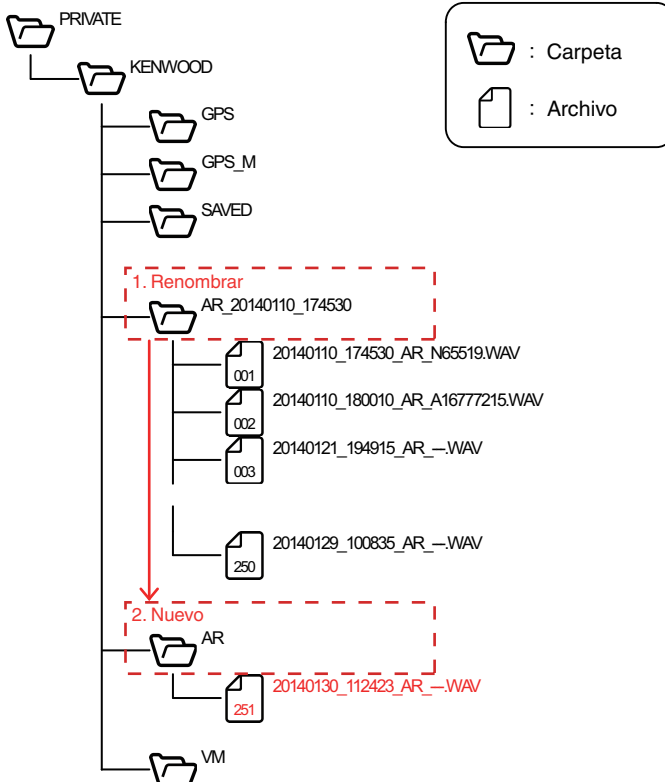 PRIVATE
: Carpeta
KENWOOD
: Archivo
GPS
GPS_M
SAVED
1. Renombrar
AR_20140110_174530
20140110_174530_AR_N65519.WAV
001
20140110_180010_AR_A16777215.WAV
002
20140121_194915_AR_---.WAV
003
20140129_100835_AR_---.WAV
250
2. Nuevo
AR
20140130_112423_AR_---.WAV
251
VM